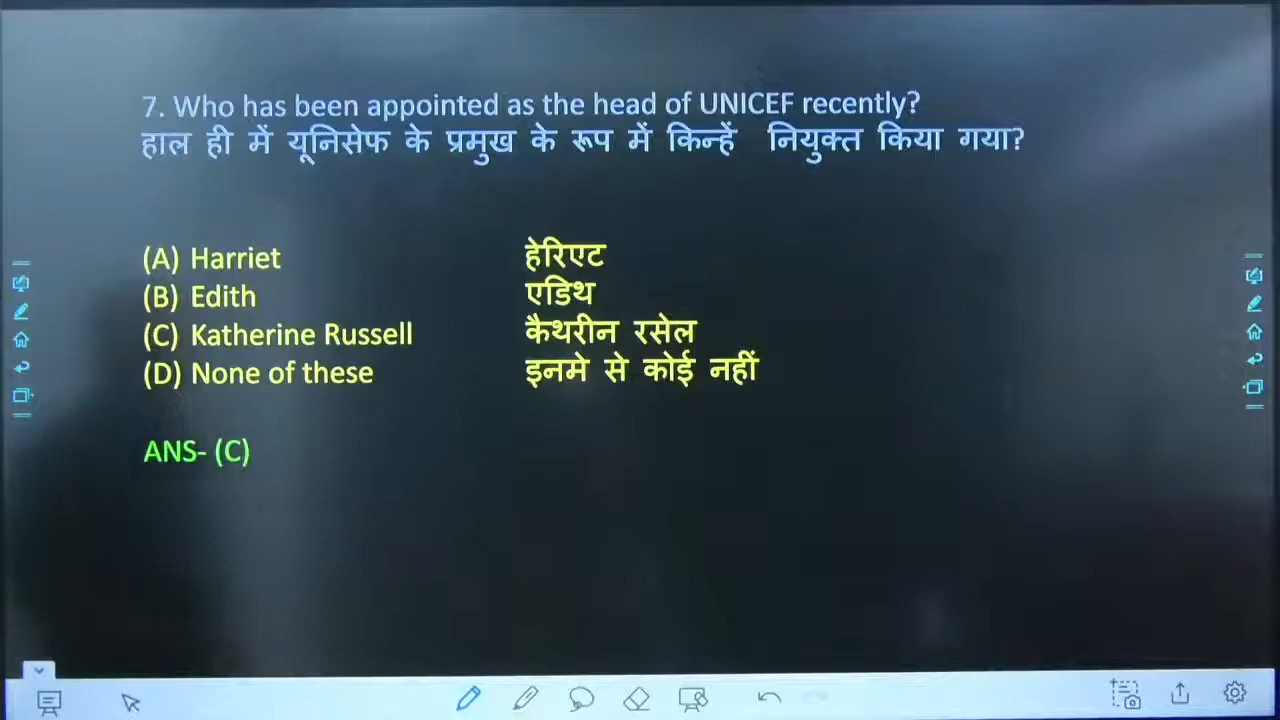 7. Who has been appointed as the head of UNICEF recently?
हाल ही में यूनिसेफ के प्रमुख के रूप में किन्हें नियुक्त किया गया?
(A) Harriet हेरिएट
(B) Edith एडिथ
(C) Katherine Russell कैथरीन रसेल
(D) None of these इनमे से कोई नहीं
ANS- (C)